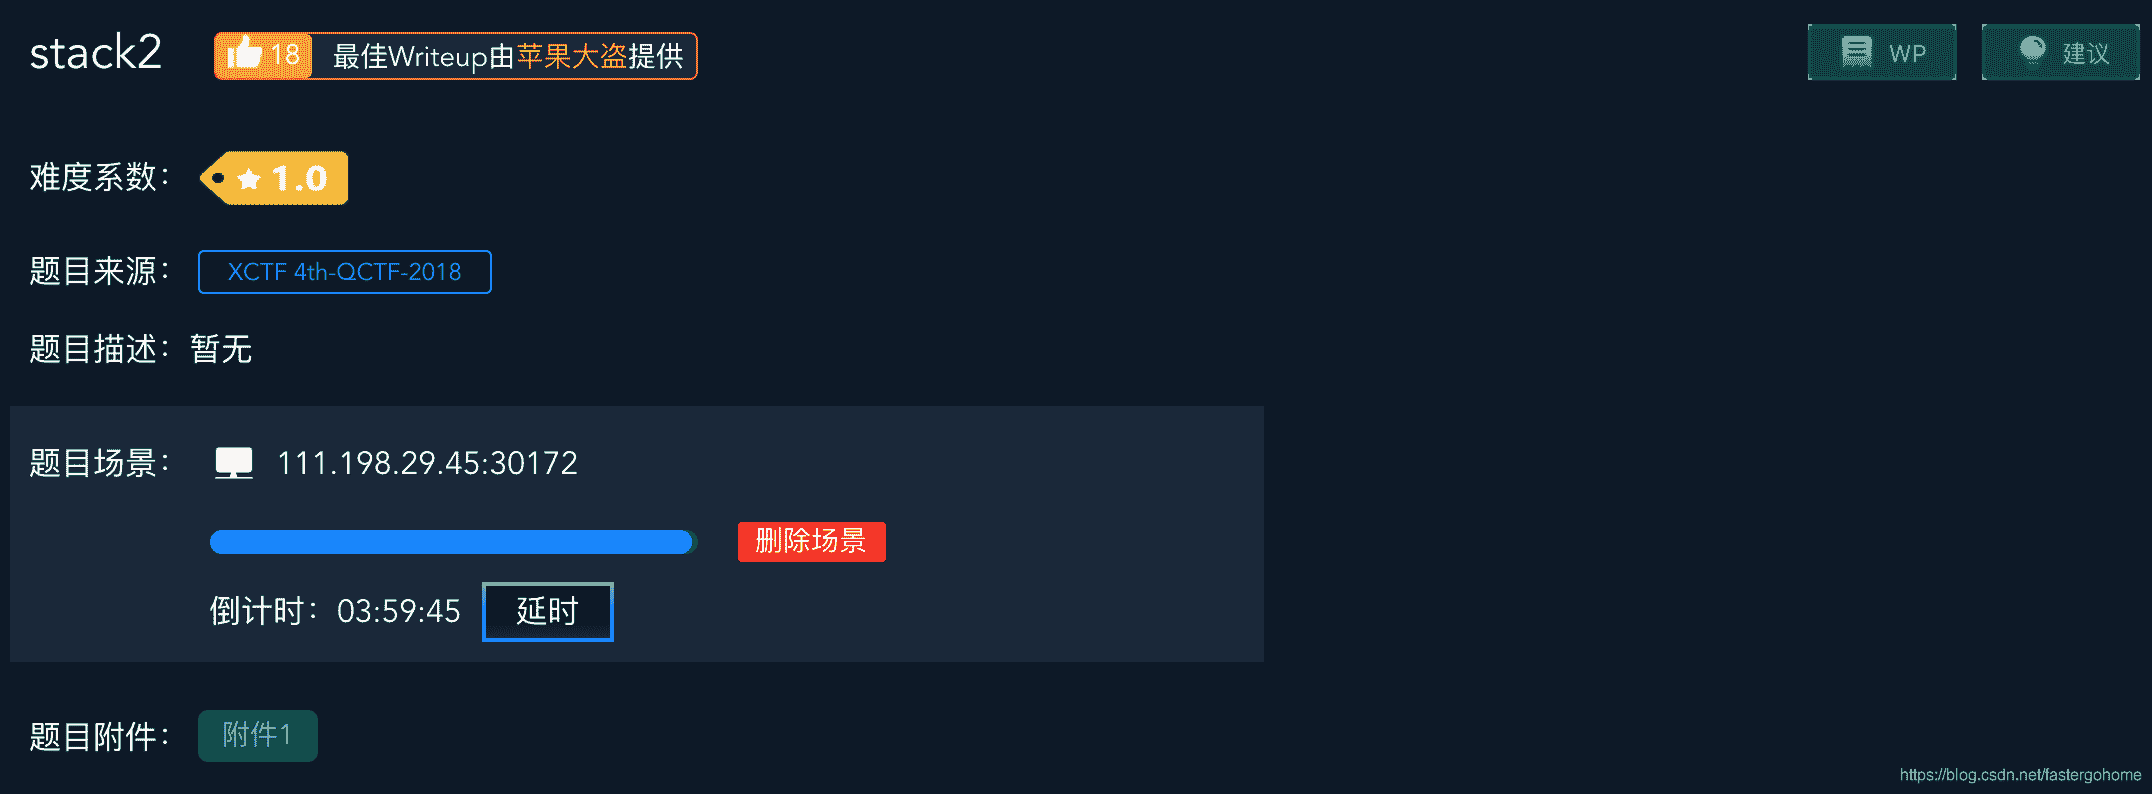 stack2 18 最佳Writeup由苹果大盗提供 WP 建议
难度系数： 1.0
题目来源： XCTF 4th-QCTF-2018
题目描述：暂无
题目场景： 111.198.29.45:30172
删除场景
倒计时：03:59:45 延时
题目附件： 附件1
https://blog.csdn.net/fastergohome